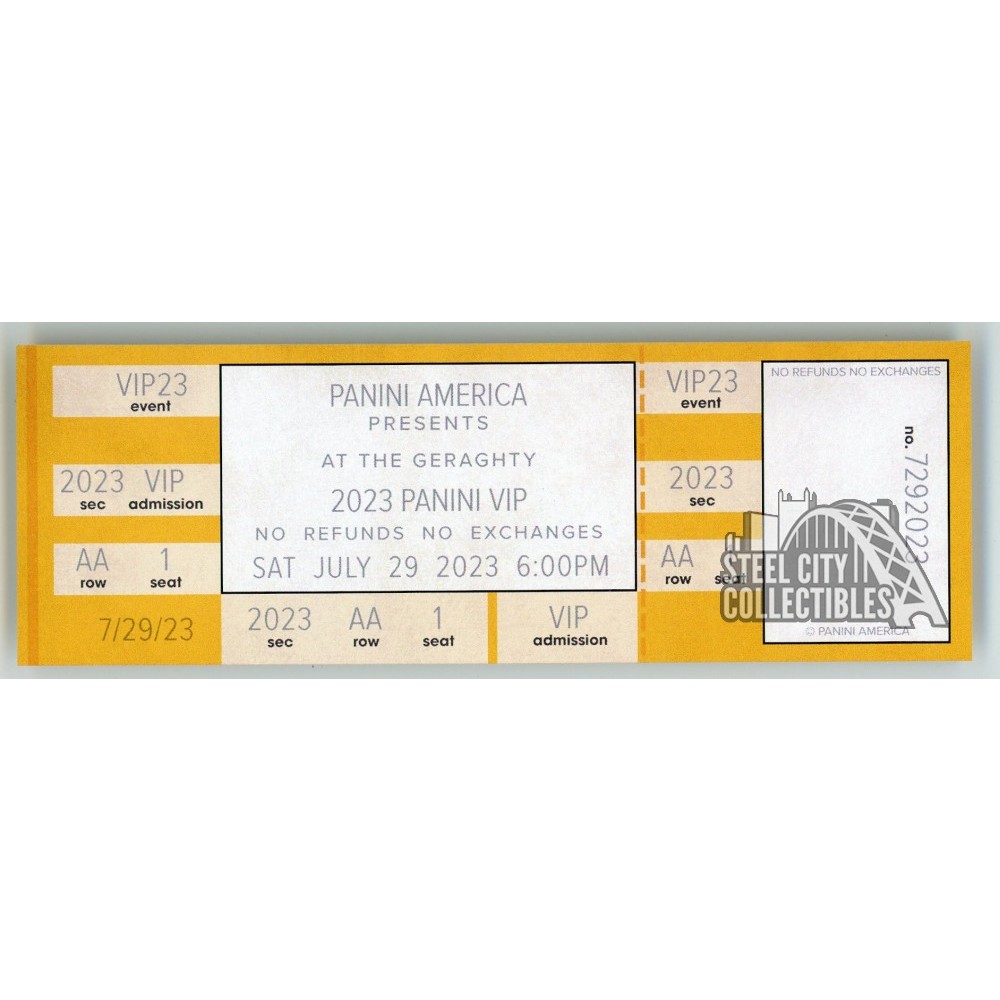 VIP23
event
2023 VIP
sec admission
AA 1
row seat
7/29/23
PANINI AMERICA
PRESENTS
AT THE GERAGHTY
2023 PANINI VIP
NO REFUNDS NO EXCHANGES
SAT JULY 29 2023 6:00PM
2023 AA 1 VIP
sec row seat admission
VIP23
event
2023
sec
AA
row seat
NO REFUNDS NO EXCHANGES
no. 7292023
© PANINI AMERICA
STEEL CITY
COLLECTIBLES